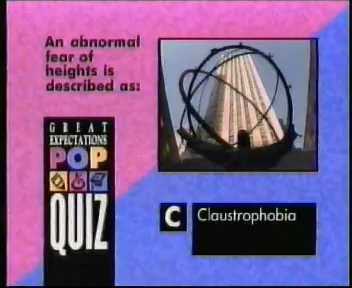 An abnormal
fear of
heights is
described as:
GREAT
EXPECTATIONS
POP
QUIZ
C Claustrophobia